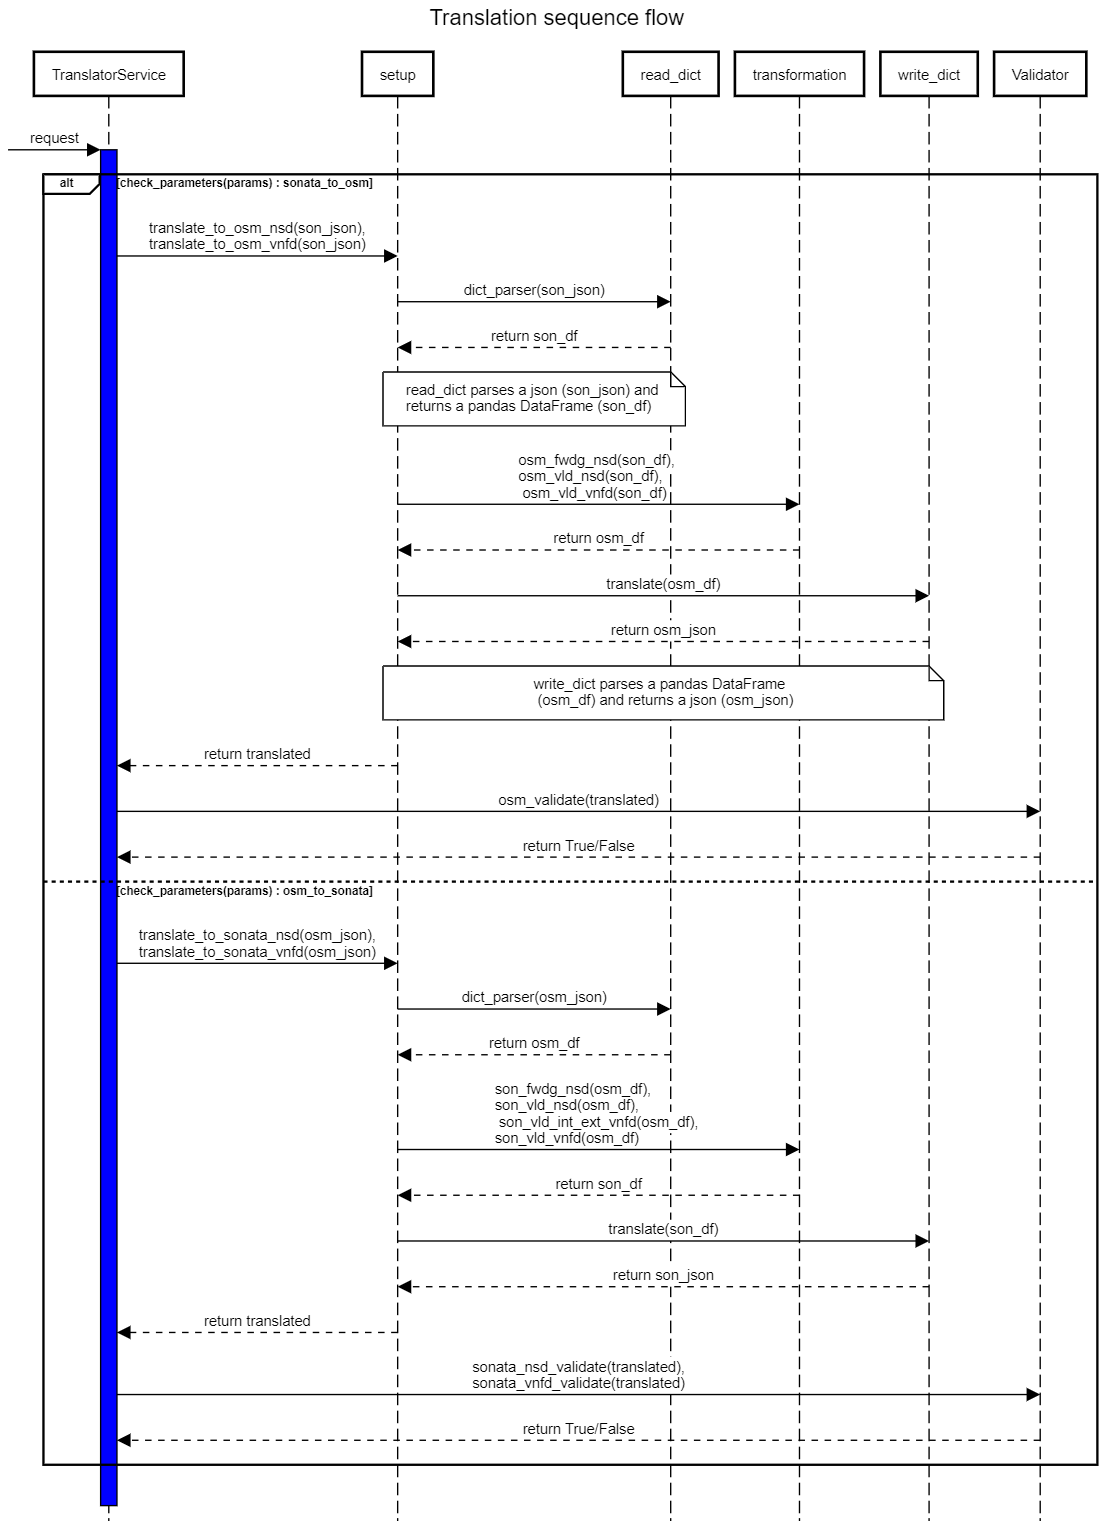 Translation sequence flow
TranslatorService
setup
read_dict
transformation
write_dict
Validator
request
alt
[check_parameters(params) : sonata_to_osm]
translate_to_osm_nsd(son_json),
translate_to_osm_vnfd(son_json)
dict_parser(son_json)
return son_df
read_dict parses a json (son_json) and
returns a pandas DataFrame (son_df)
osm_fwdg_nsd(son_df),
osm_vld_nsd(son_df),
osm_vld_vnfd(son_df)
return osm_df
translate(osm_df)
return osm_json
write_dict parses a pandas DataFrame
(osm_df) and returns a json (osm_json)
return translated
osm_validate(translated)
return True/False
[check_parameters(params) : osm_to_sonata]
translate_to_sonata_nsd(osm_json),
translate_to_sonata_vnfd(osm_json)
dict_parser(osm_json)
return osm_df
son_fwdg_nsd(osm_df),
son_vld_nsd(osm_df),
son_vld_int_ext_vnfd(osm_df),
son_vld_vnfd(osm_df)
return son_df
translate(son_df)
return son_json
return translated
sonata_nsd_validate(translated),
sonata_vnfd_validate(translated)
return True/False